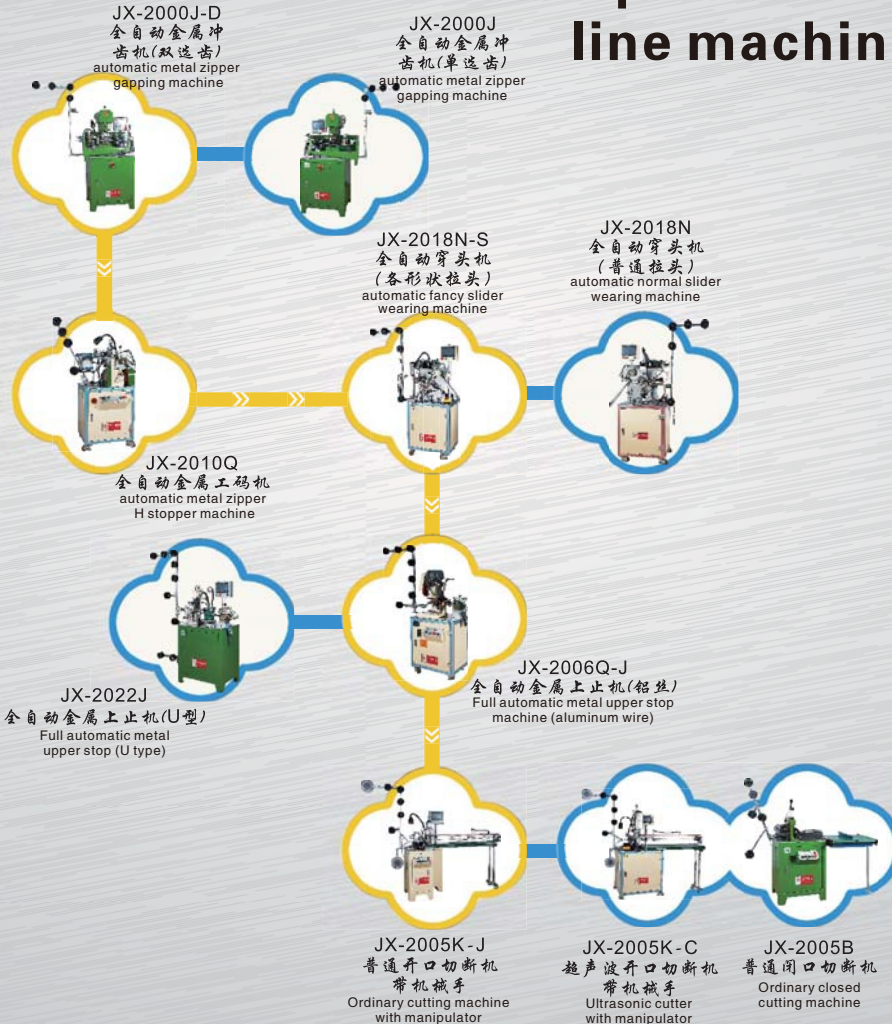 line machin
JX-2000J-D
全自动金属冲
齿机(双选齿)
automatic metal zipper
gapping machine
JX-2000J
全自动金属冲
齿机(单选齿)
automatic metal zipper
gapping machine
JX-2018N-S
全自动穿头机
(各形状拉头)
automatic fancy slider
wearing machine
JX-2018N
全自动穿头机
(普通拉头)
automatic normal slider
wearing machine
JX-2010Q
全自动金属工码机
automatic metal zipper
H stopper machine
JX-2022J
全自动金属上止机(U型)
Full automatic metal
upper stop (U type)
JX-2006Q-J
全自动金属上止机(铝丝)
Full automatic metal upper stop
machine (aluminum wire)
JX-2005K-J
普通开口切断机
带机械手
Ordinary cutting machine
with manipulator
JX-2005K-C
超声波开口切断机
带机械手
Ultrasonic cutter
with manipulator
JX-2005B
普通闭口切断机
Ordinary closed
cutting machine